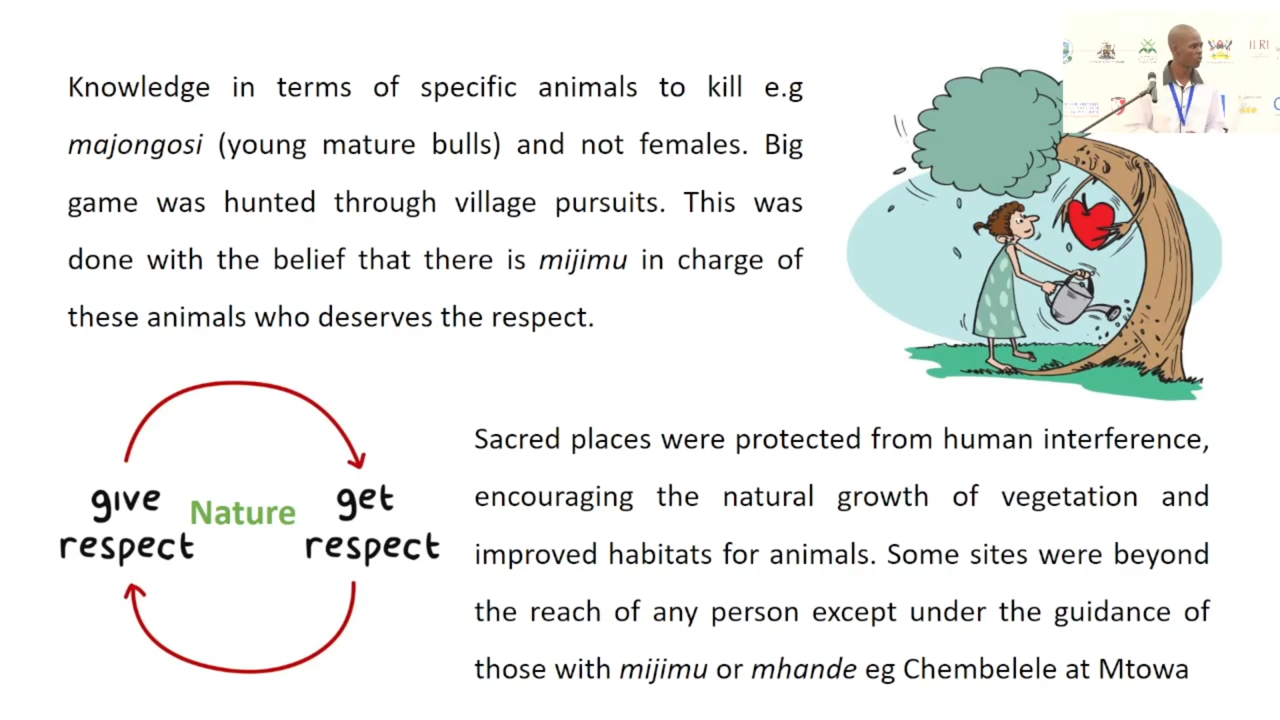 Knowledge in terms of specific animals to kill e.g
majongosi (young mature bulls) and not females. Big
game was hunted through village pursuits. This was
done with the belief that there is mijimu in charge of
these animals who deserves the respect.
give
respect
Nature
get
respect
Sacred places were protected from human interference,
encouraging the natural growth of vegetation and
improved habitats for animals. Some sites were beyond
the reach of any person except under the guidance of
those with mijimu or mhande eg Chembelele at Mtowa